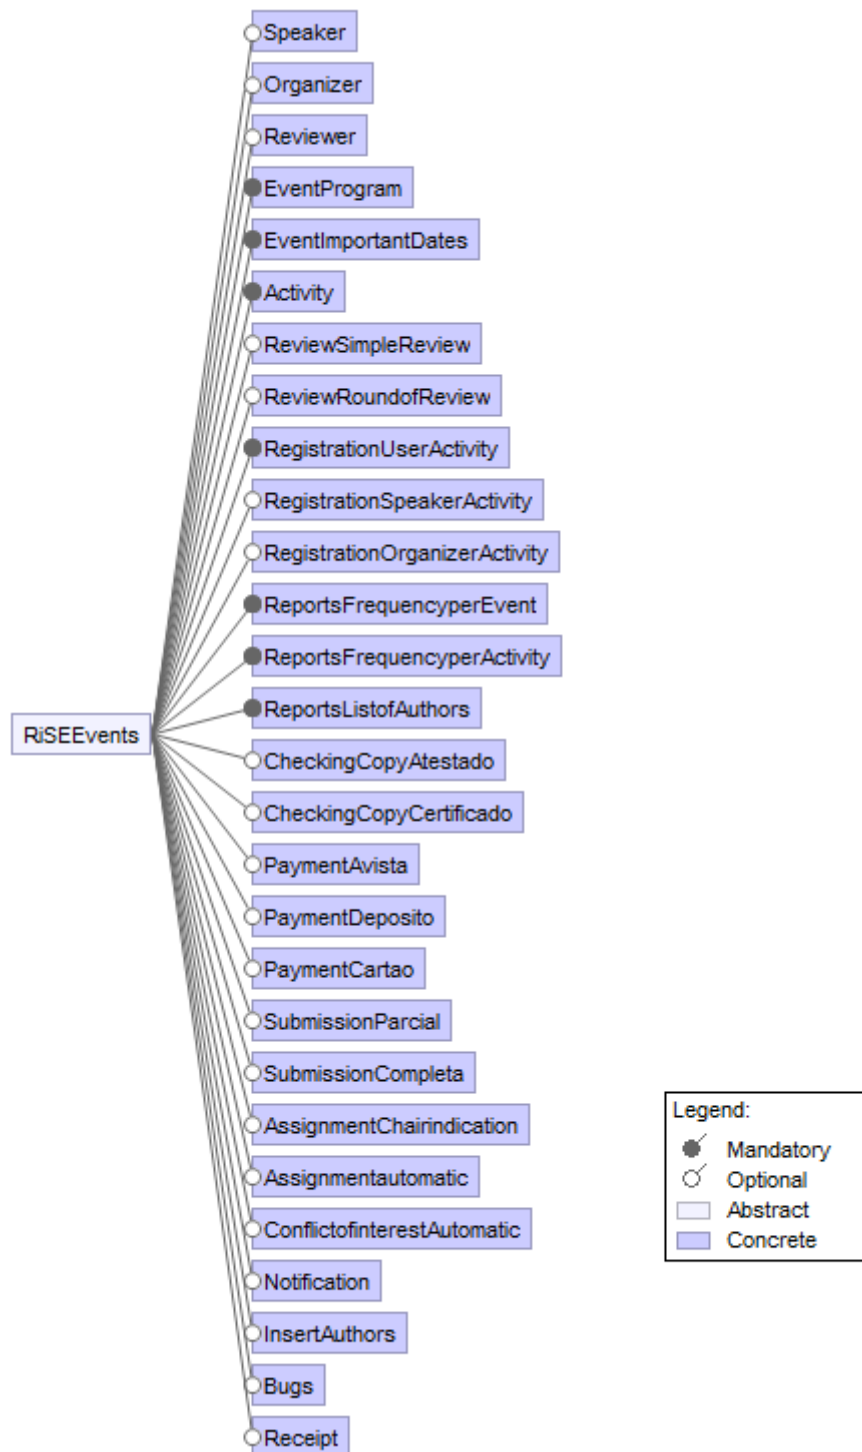 Speaker
Organizer
Reviewer
EventProgram
EventImportantDates
Activity
ReviewSimpleReview
ReviewRoundofReview
RegistrationUserActivity
RegistrationSpeakerActivity
RegistrationOrganizerActivity
ReportsFrequencyperEvent
ReportsFrequencyperActivity
ReportsListofAuthors
RiSEEvents
CheckingCopyAtestado
CheckingCopyCertificado
PaymentAvista
PaymentDeposito
PaymentCartao
SubmissionParcial
SubmissionCompleta
AssignmentChairindication
Assignmentautomatic
ConflictofinterestAutomatic
Notification
InsertAuthors
Bugs
Receipt
Legend:
Mandatory
Optional
Abstract
Concrete